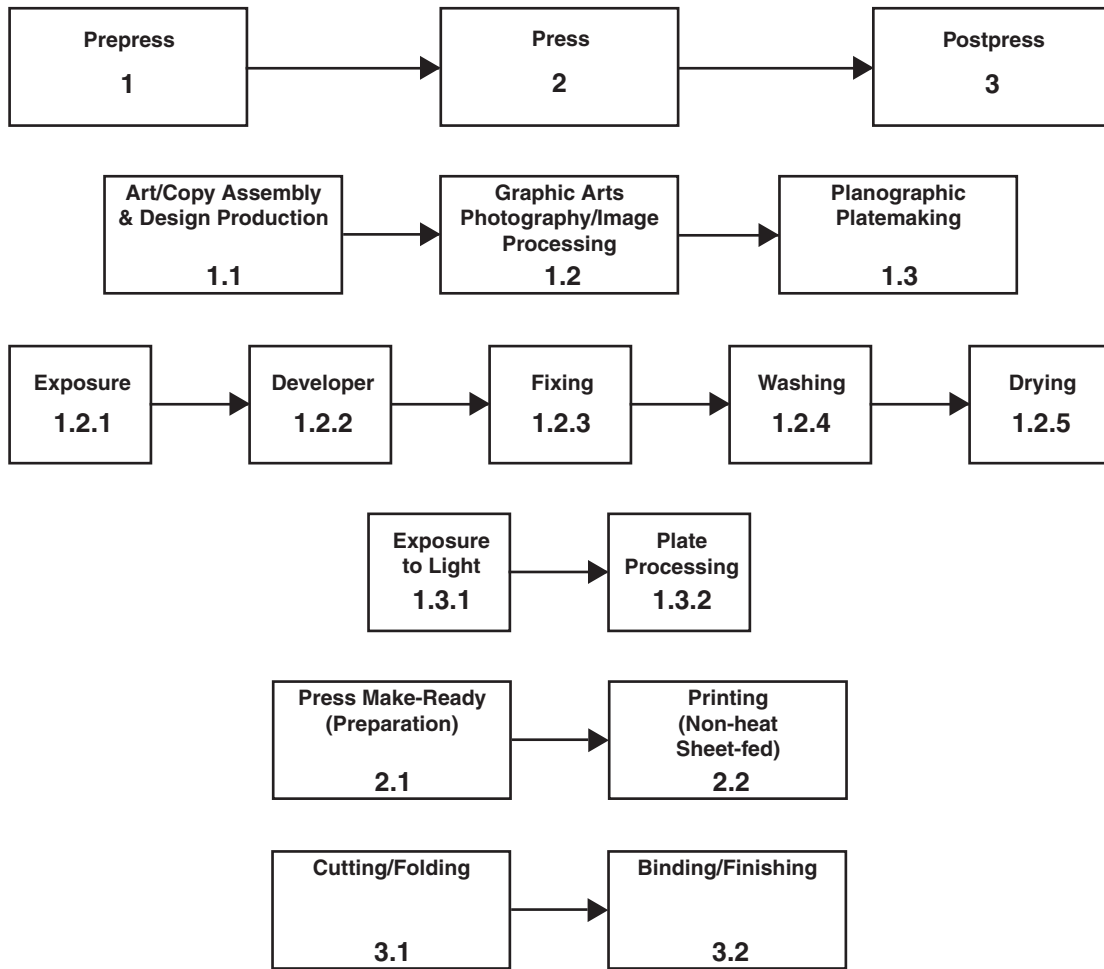 Prepress
1
Press
2
Postpress
3
Art/Copy Assembly
& Design Production
1.1
Graphic Arts
Photography/Image
Processing
1.2
Planographic
Platemaking
1.3
Exposure
1.2.1
Developer
1.2.2
Fixing
1.2.3
Washing
1.2.4
Drying
1.2.5
Exposure
to Light
1.3.1
Plate
Processing
1.3.2
Press Make-Ready
(Preparation)
2.1
Printing
(Non-heat
Sheet-fed)
2.2
Cutting/Folding
3.1
Binding/Finishing
3.2